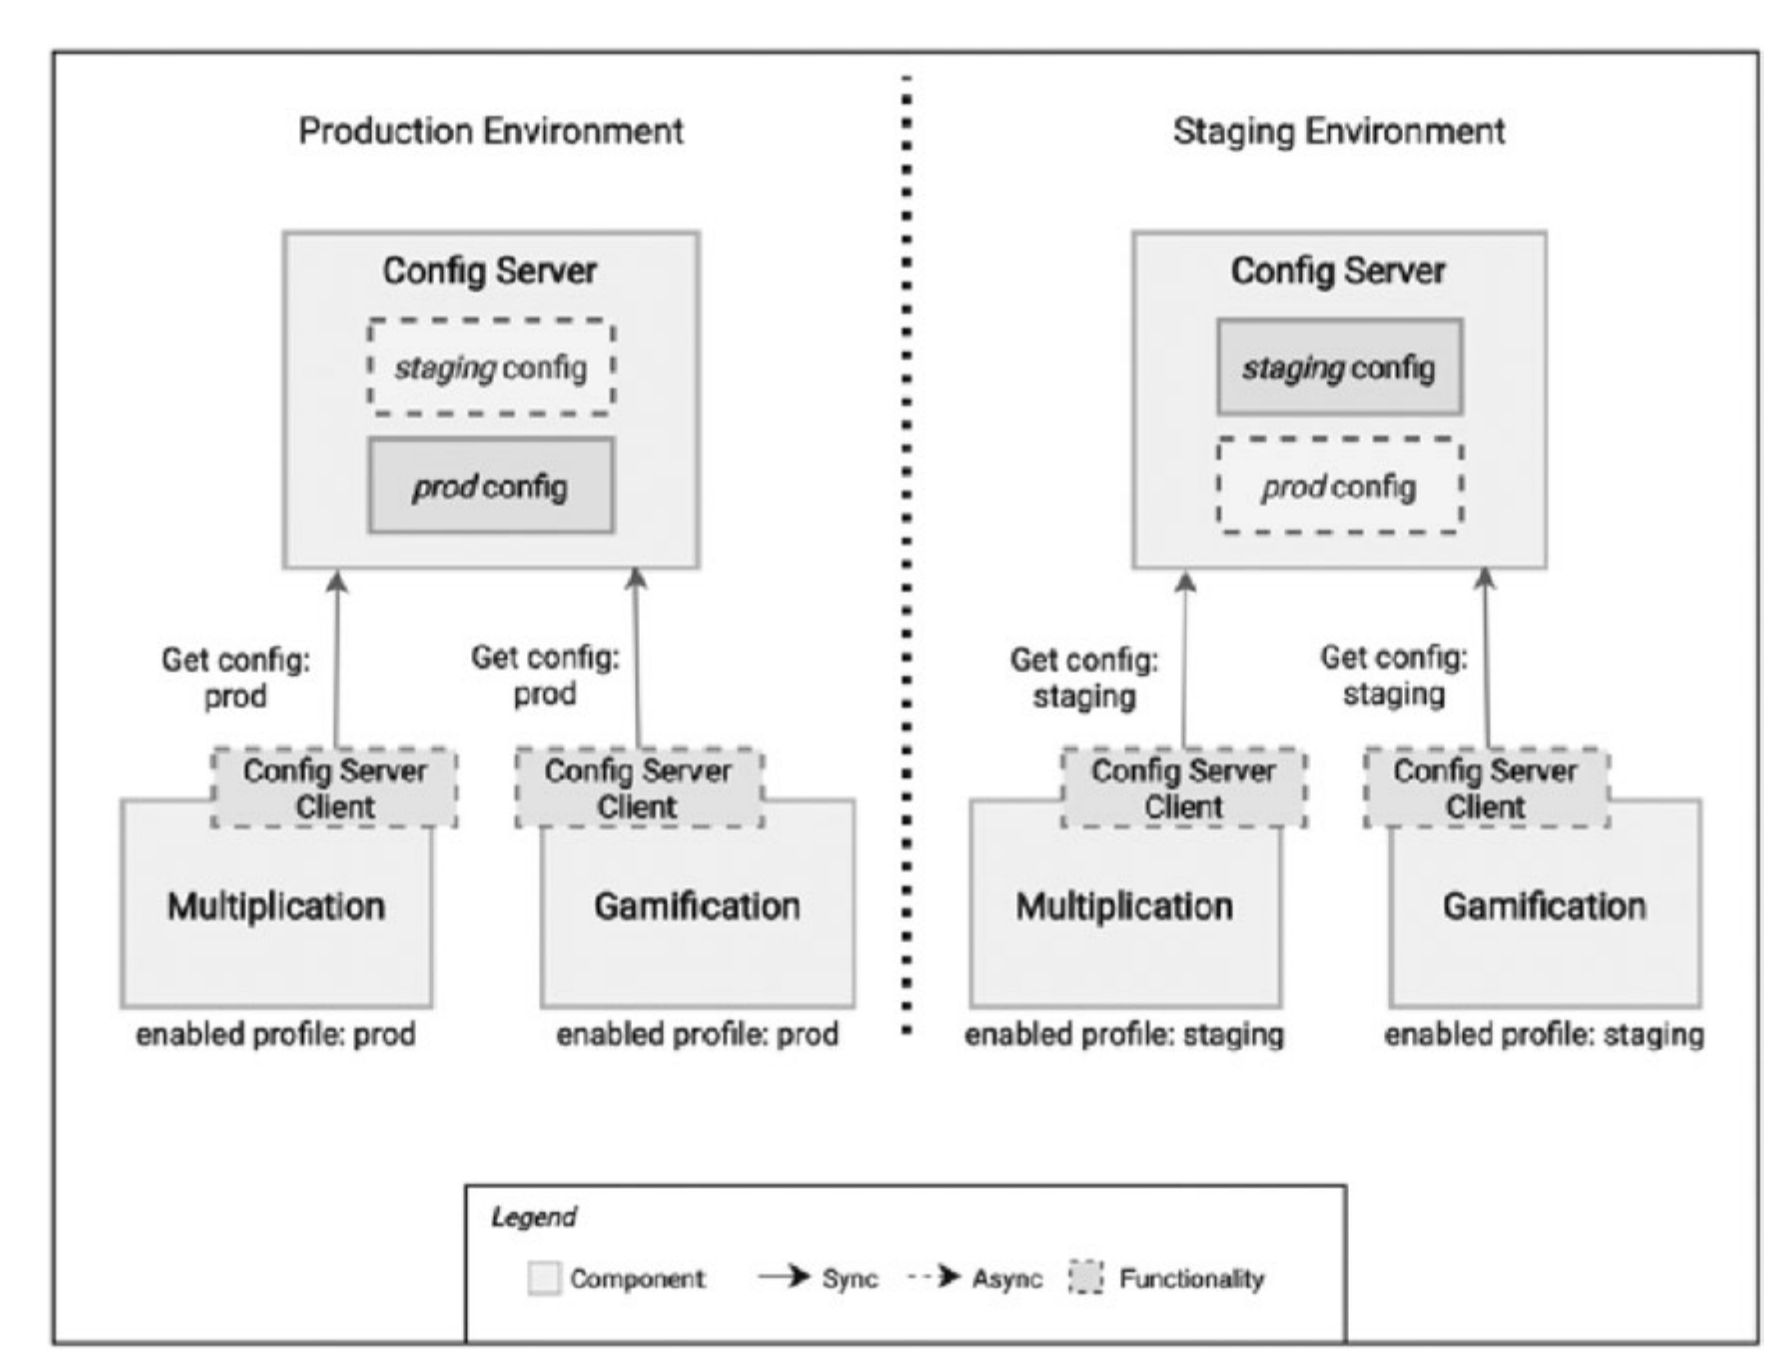 Production Environment
Staging Environment
Config Server
staging config
prod config
Config Server
staging config
prod config
Get config:
prod
Get config:
prod
Get config:
staging
Get config:
staging
Config Server
Client
Config Server
Client
Config Server
Client
Config Server
Client
Multiplication
Gamification
Multiplication
Gamification
enabled profile: prod
enabled profile: prod
enabled profile: staging
enabled profile: staging
Legend
Component
Sync
Async
Functionality